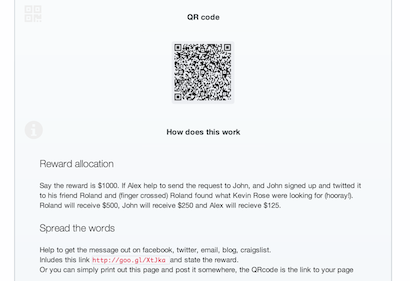 QR code
How does this work
Reward allocation
Say the reward is $1000. If Alex help to send the request to John, and John signed up and twitted it
to his friend Roland and (finger crossed) Roland found what Kevin Rose were looking for (hooray!).
Roland will receive $500, John will receive $250 and Alex will recieve $125.
Spread the words
Help to get the message out on facebook, twitter, email, blog, craigslist.
Inludes this link http://goo.gl/XtJka and state the reward.
Or you can simply print out this page and post it somewhere, the QRcode is the link to your page